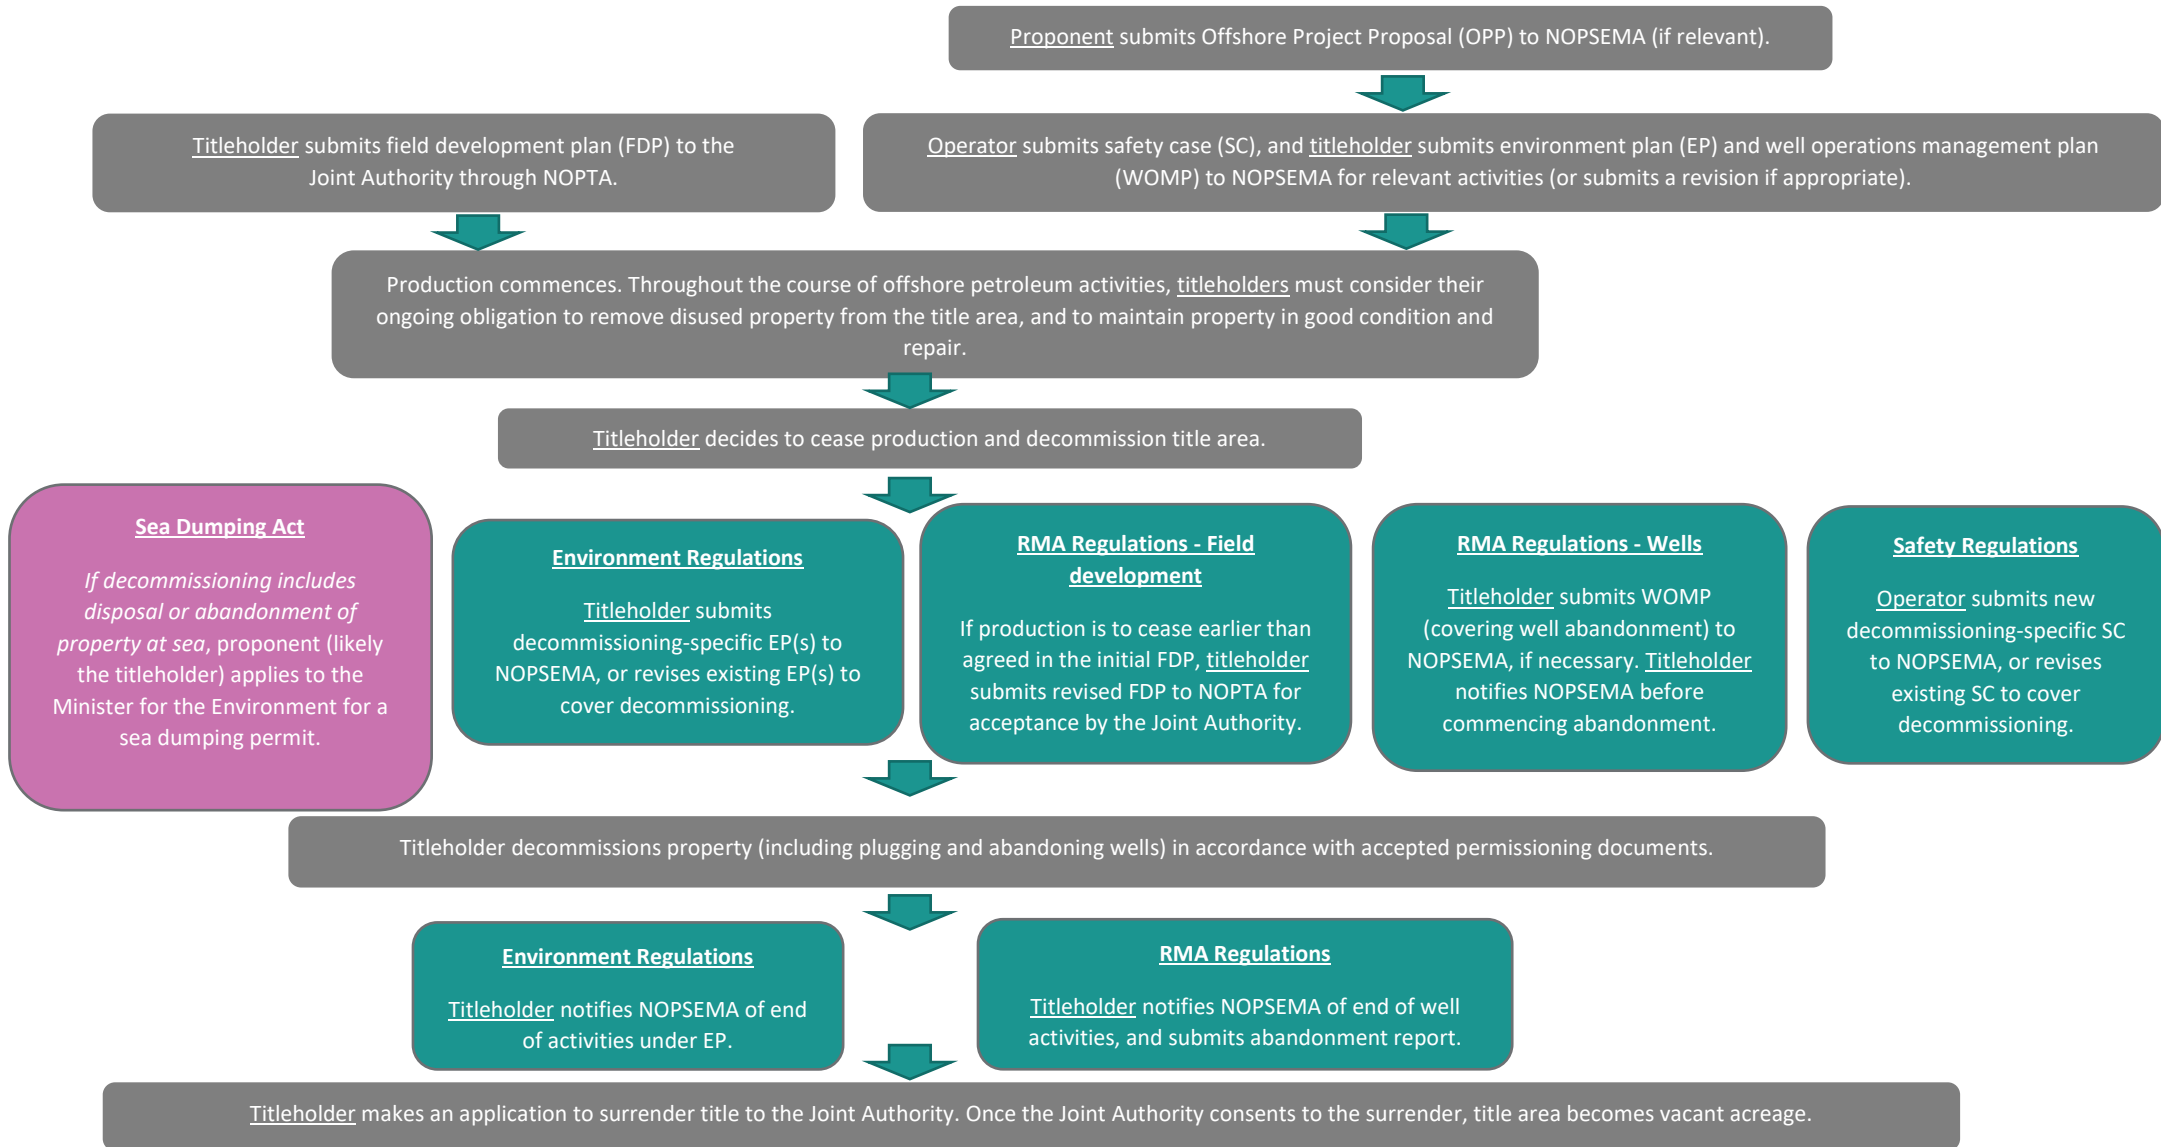 Proponent submits Offshore Project Proposal (OPP) to NOPSEMA (if relevant).
Titleholder submits field development plan (FDP) to the
Joint Authority through NOPTA.
Operator submits safety case (SC), and titleholder submits environment plan (EP) and well operations management plan
(WOMP) to NOPSEMA for relevant activities (or submits a revision if appropriate).
Production commences. Throughout the course of offshore petroleum activities, titleholders must consider their
ongoing obligation to remove disused property from the title area, and to maintain property in good condition and
repair.
Titleholder decides to cease production and decommission title area.
Sea Dumping Act
If decommissioning includes
disposal or abandonment of
property at sea, proponent (likely
the titleholder) applies to the
Minister for the Environment for a
sea dumping permit.
Environment Regulations
Titleholder submits
decommissioning-specific EP(s) to
NOPSEMA, or revises existing EP(s) to
cover decommissioning.
RMA Regulations - Field
development
If production is to cease earlier than
agreed in the initial FDP, titleholder
submits revised FDP to NOPTA for
acceptance by the Joint Authority.
RMA Regulations - Wells
Titleholder submits WOMP
(covering well abandonment) to
NOPSEMA, if necessary. Titleholder
notifies NOPSEMA before
commencing abandonment.
Safety Regulations
Operator submits new
decommissioning-specific SC
to NOPSEMA, or revises
existing SC to cover
decommissioning.
Titleholder decommissions property (including plugging and abandoning wells) in accordance with accepted permissioning documents.
Environment Regulations
Titleholder notifies NOPSEMA of end
of activities under EP.
RMA Regulations
Titleholder notifies NOPSEMA of end of well
activities, and submits abandonment report.
Titleholder makes an application to surrender title to the Joint Authority. Once the Joint Authority consents to the surrender, title area becomes vacant acreage.